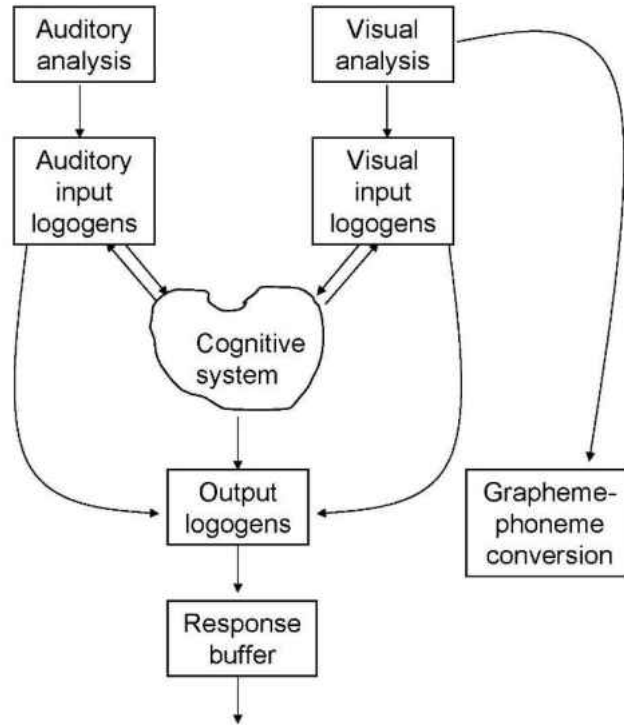 Auditory
analysis
Visual
analysis
Auditory
input
logogens
Visual
input
logogens
Cognitive
system
Output
logogens
Grapheme-
phoneme
conversion
Response
buffer